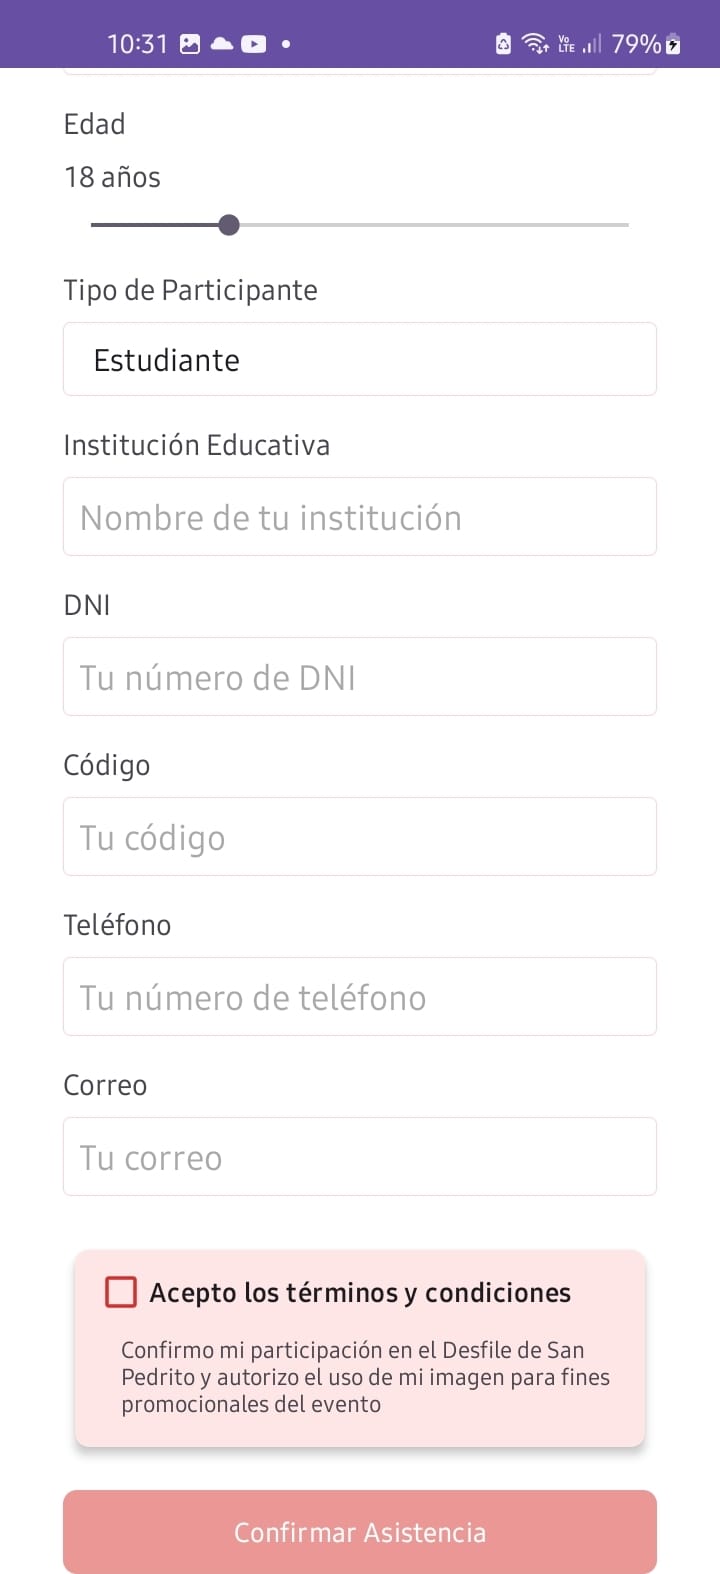 10:31
Vo LTE 79%
Edad
18 años
Tipo de Participante
Estudiante
Institución Educativa
Nombre de tu institución
DNI
Tu número de DNI
Código
Tu código
Teléfono
Tu número de teléfono
Correo
Tu correo
Acepto los términos y condiciones
Confirmo mi participación en el Desfile de San
Pedrito y autorizo el uso de mi imagen para fines
promocionales del evento
Confirmar Asistencia